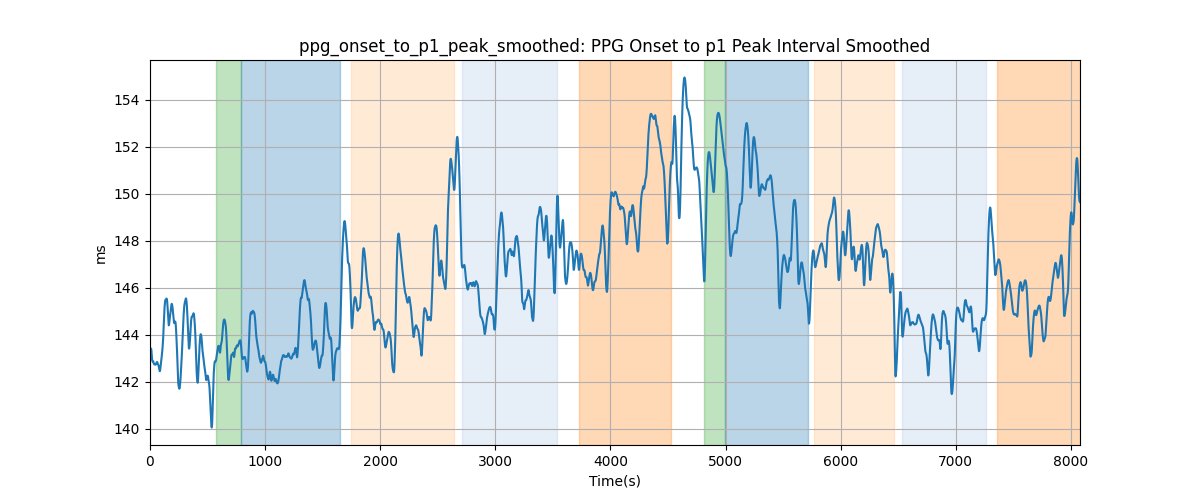 ppg_onset_to_p1_peak_smoothed: PPG Onset to p1 Peak Interval Smoothed
154
152
150
148
146
144
142
140
ms
0 1000 2000 3000 4000 5000 6000 7000 8000
Time(s)